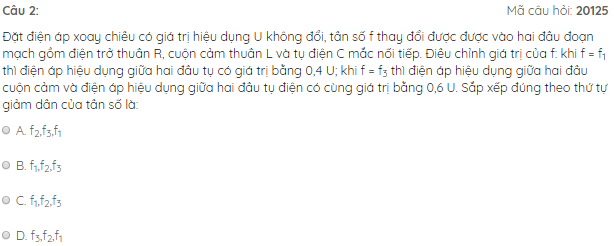 Câu 2: Mã câu hỏi: 20125
Đặt điện áp xoay chiều có giá trị hiệu dụng U không đổi, tân số f thay đổi được được vào hai đầu đoạn
mạch gồm điện trở thuần R, cuộn cảm thuần L và tụ điện C mắc nối tiếp. Điều chỉnh giá trị của f: khi f = f₁
thì điện áp hiệu dụng giữa hai đầu tụ có giá trị bằng 0,4 U; khi f = f₃ thì điện áp hiệu dụng giữa hai đầu
cuộn cảm và điện áp hiệu dụng giữa hai đầu tụ điện có cùng giá trị bằng 0,6 U. Sắp xếp đúng theo thứ tự
giảm dần của tân số là:
A. f₂,f₃,f₁
B. f₁,f₂,f₃
C. f₁,f₂,f₃
D. f₃,f₂,f₁